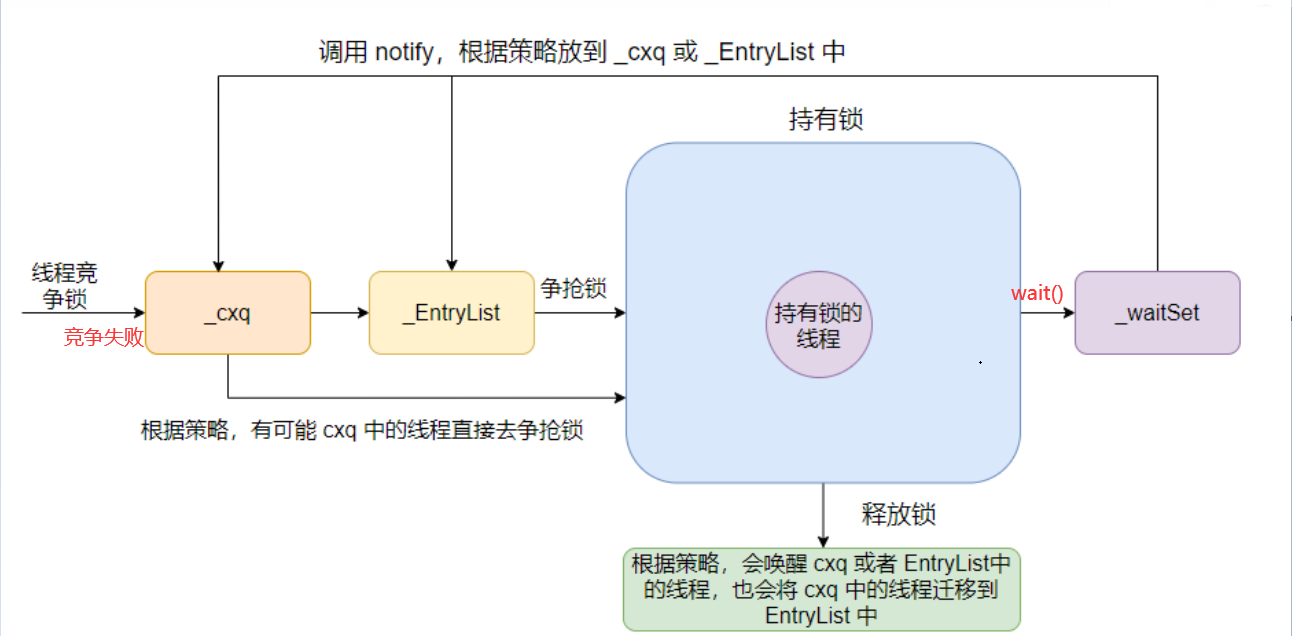 调用 notify，根据策略放到 _cxq 或 _EntryList 中
持有锁
线程竞
争锁
竞争失败
_cxq
_EntryList
争抢锁
持有锁的
线程
wait()
_waitSet
根据策略，有可能 cxq 中的线程直接去争抢锁
释放锁
根据策略，会唤醒 cxq 或者 EntryList中
的线程，也会将 cxq 中的线程迁移到
EntryList 中